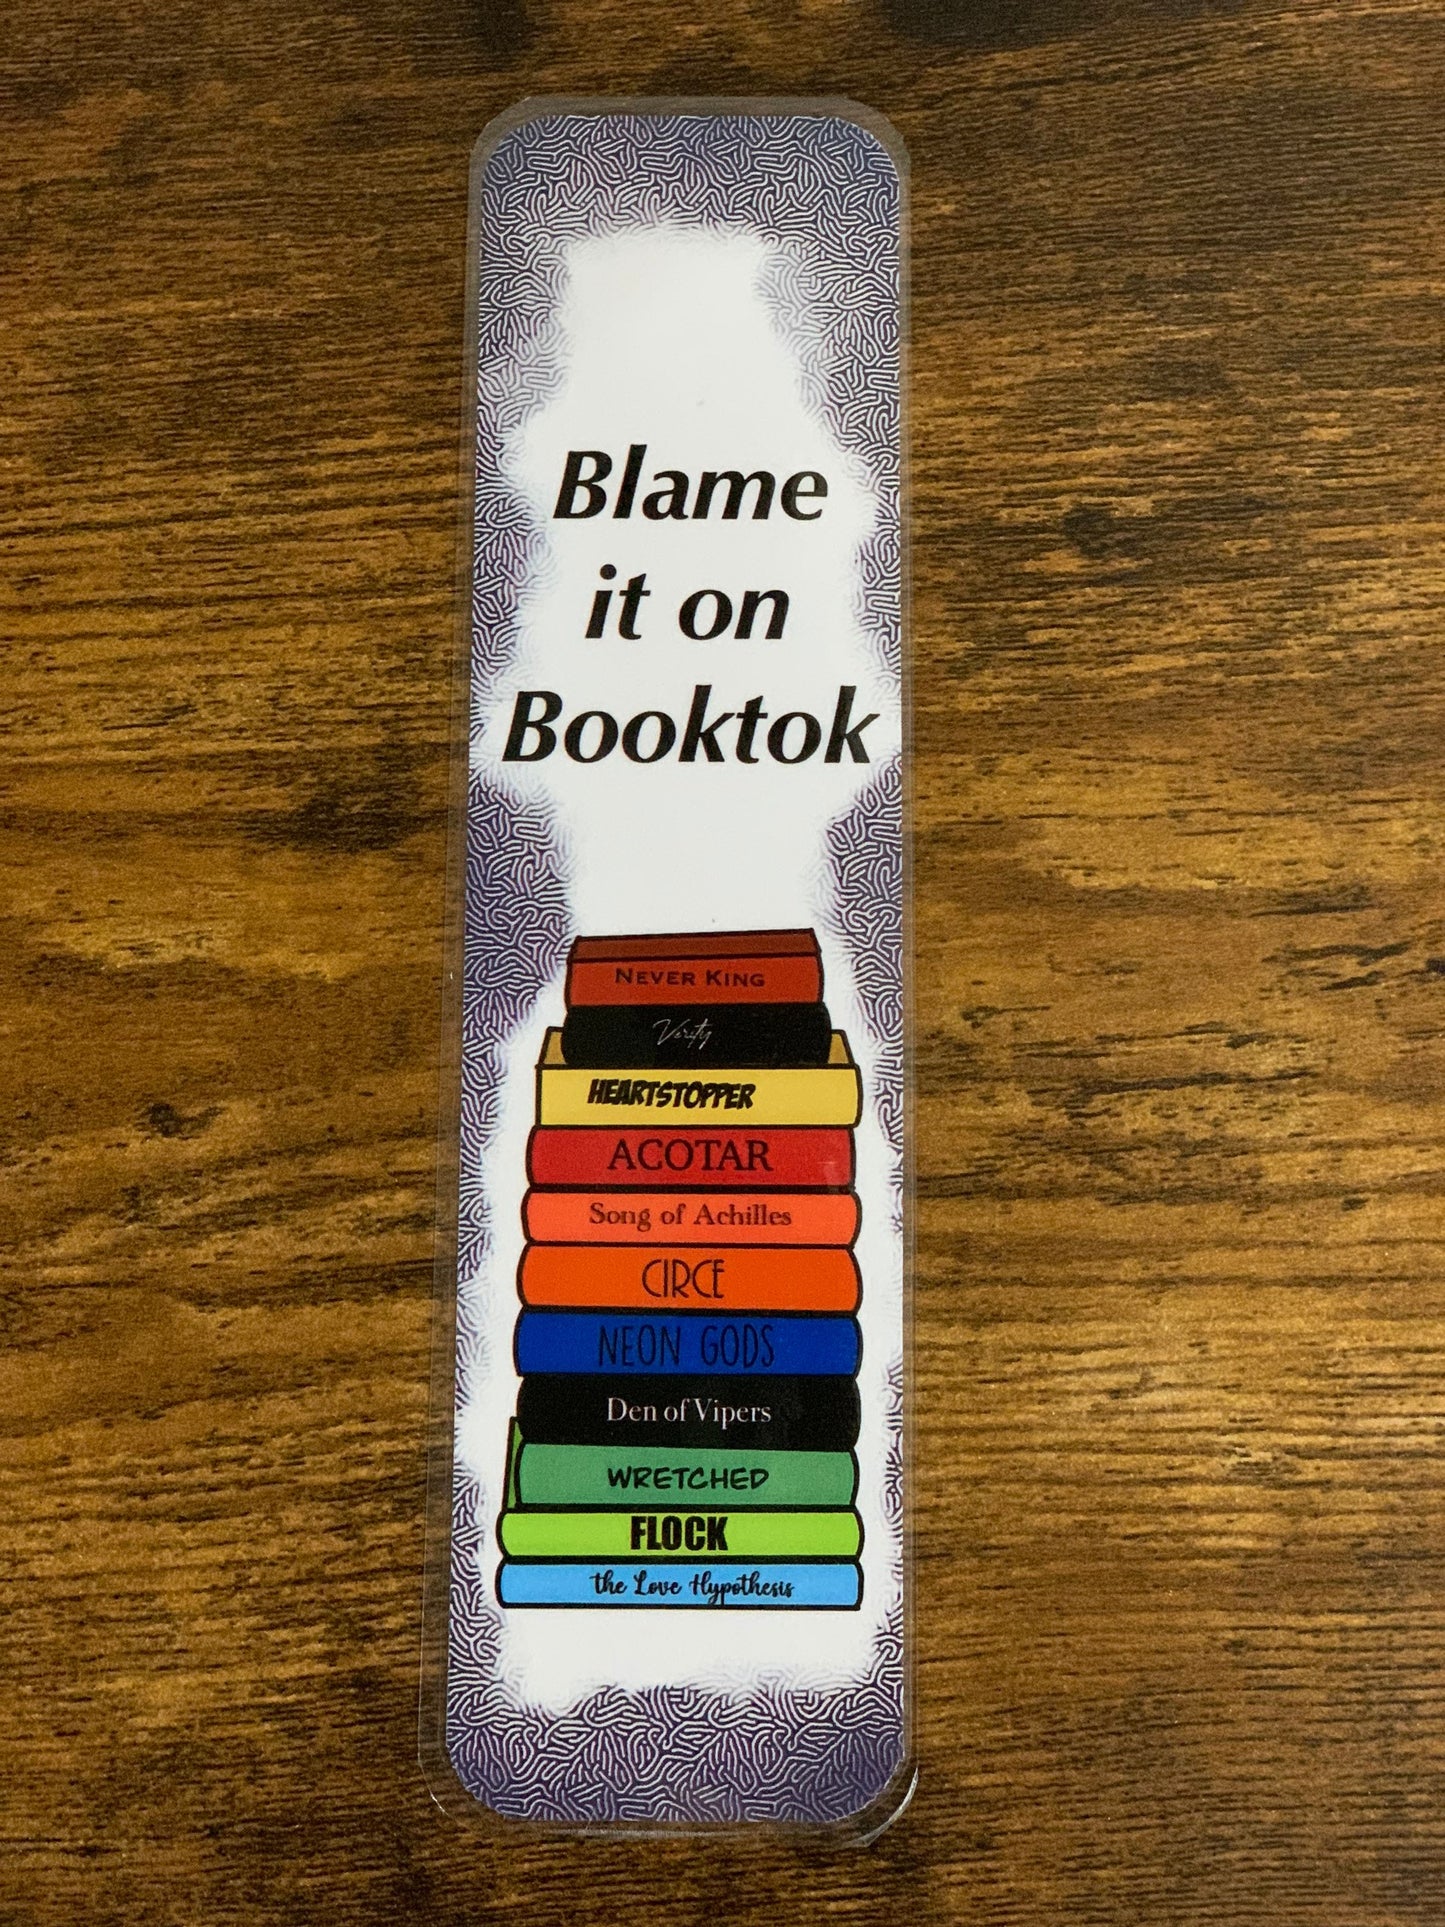 Blame
it on
Booktok
NEVER KING
Verity
HEARTSTOPPER
ACOTAR
Song of Achilles
CIRCE
NEON GODS
Den of Vipers
WRETCHED
FLOCK
the Love Hypothesis